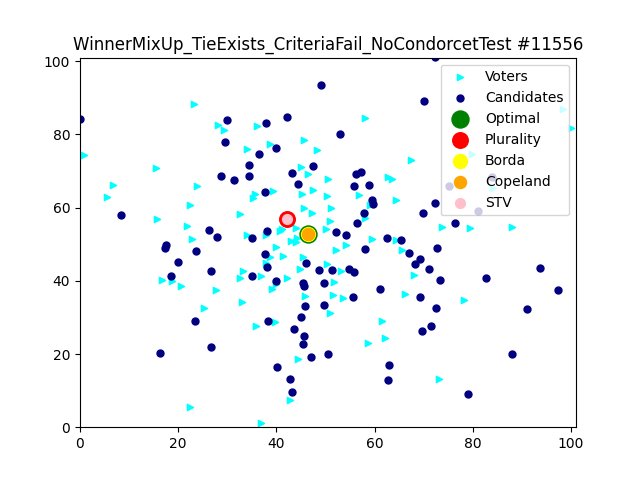 WinnerMixUp_TieExists_CriteriaFail_NoCondorcetTest #11556
100
80
60
40
20
0
0
20
40
60
80
100
Voters
Candidates
Optimal
Plurality
Borda
Copeland
STV